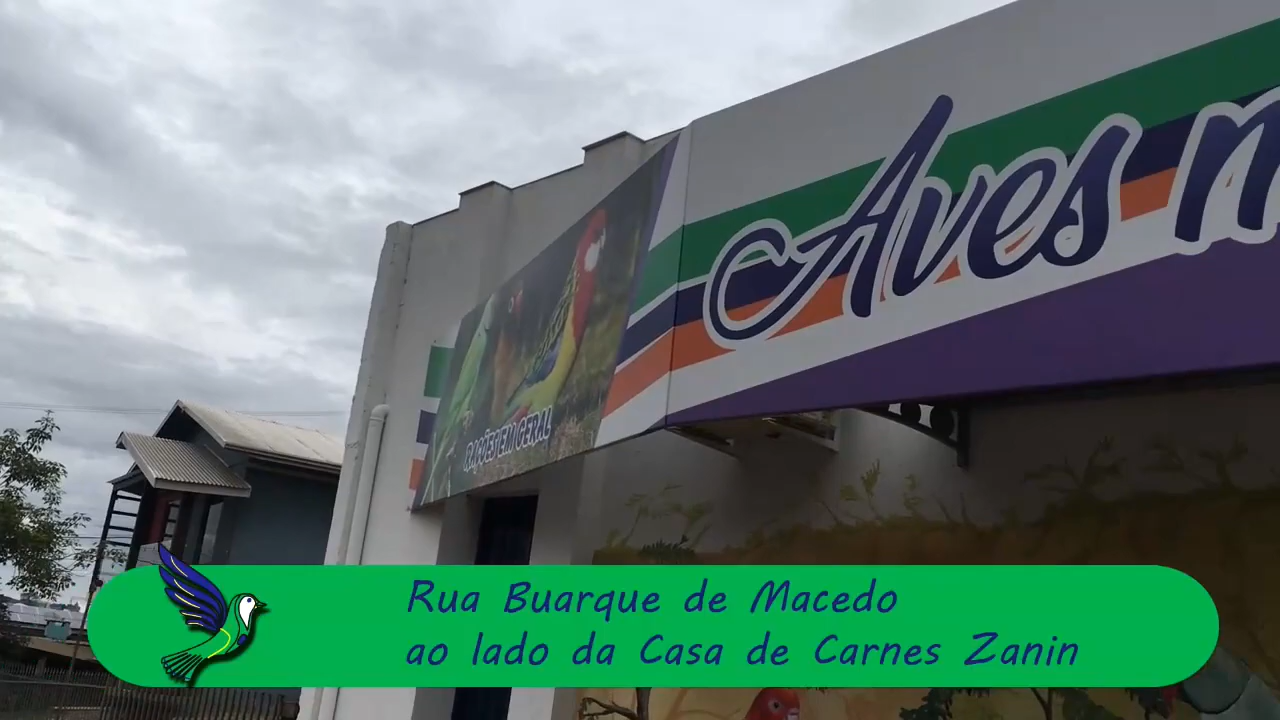 Aves m
RAÇÕES EM GERAL
Rua Buarque de Macedo
ao lado da Casa de Carnes Zanin